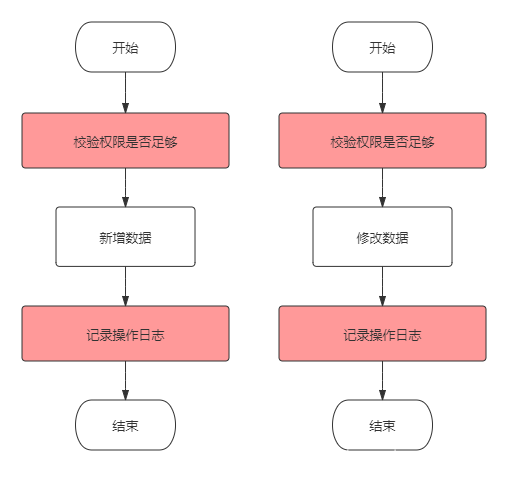 开始
校验权限是否足够
新增数据
记录操作日志
结束
开始
校验权限是否足够
修改数据
记录操作日志
结束